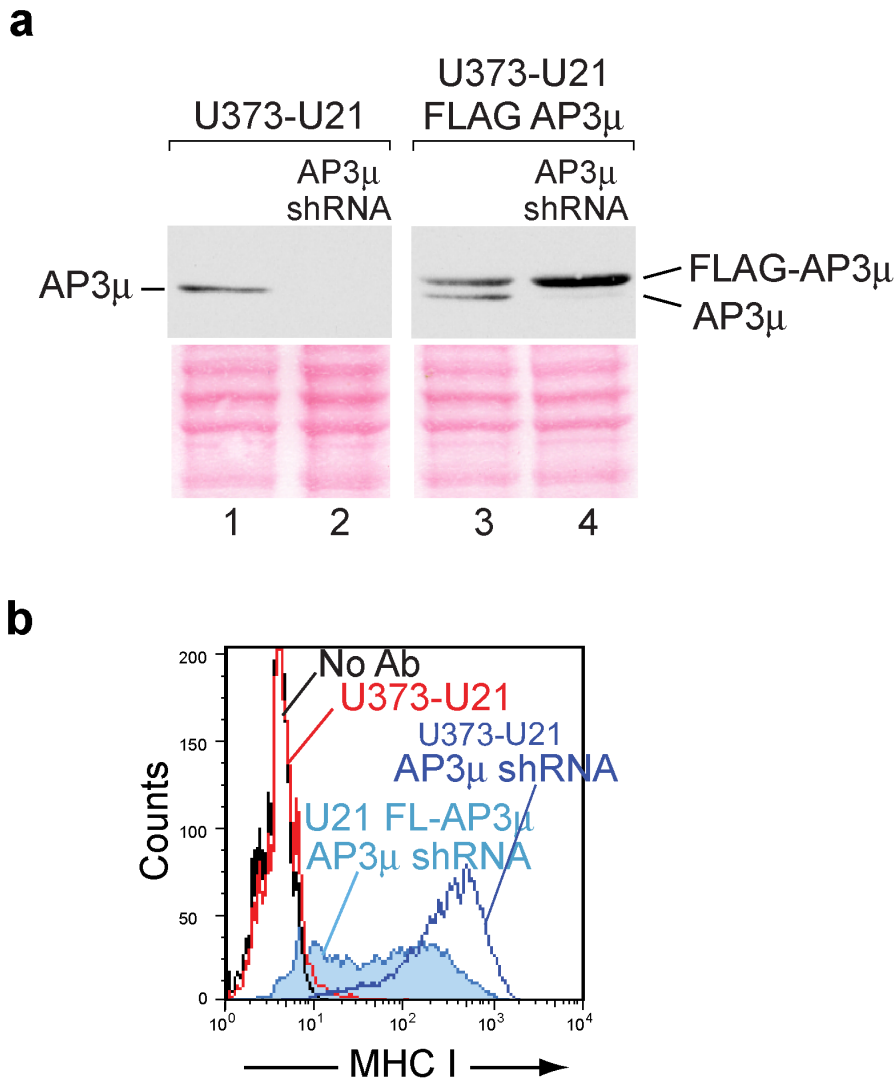 a
U373-U21
U373-U21
FLAG AP3µ
AP3µ
shRNA
AP3µ
shRNA
AP3µ
FLAG-AP3µ
AP3µ
1
2
3
4
b
200
150
100
50
0
Counts
No Ab
U373-U21
U373-U21
AP3µ shRNA
U21 FL-AP3µ
AP3µ shRNA
10⁰
10¹
10²
10³
10⁴
MHC I